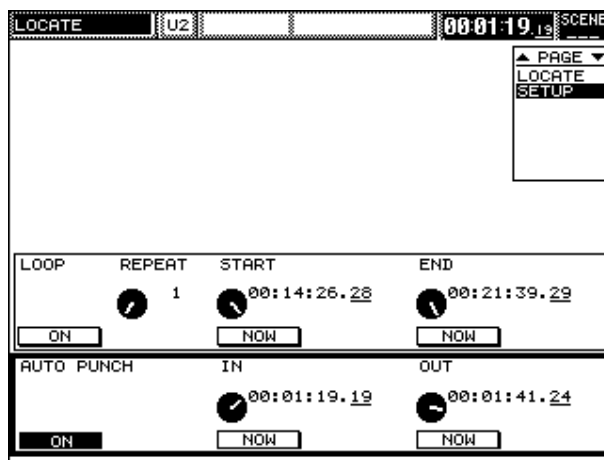 LOCATE U2 00:01:19.19 SCENE
___
▲ PAGE ▼
LOCATE
SETUP
LOOP REPEAT START END
1 00:14:26.28 00:21:39.29
ON NOW NOW
AUTO PUNCH IN OUT
00:01:19.19 00:01:41.24
ON NOW NOW